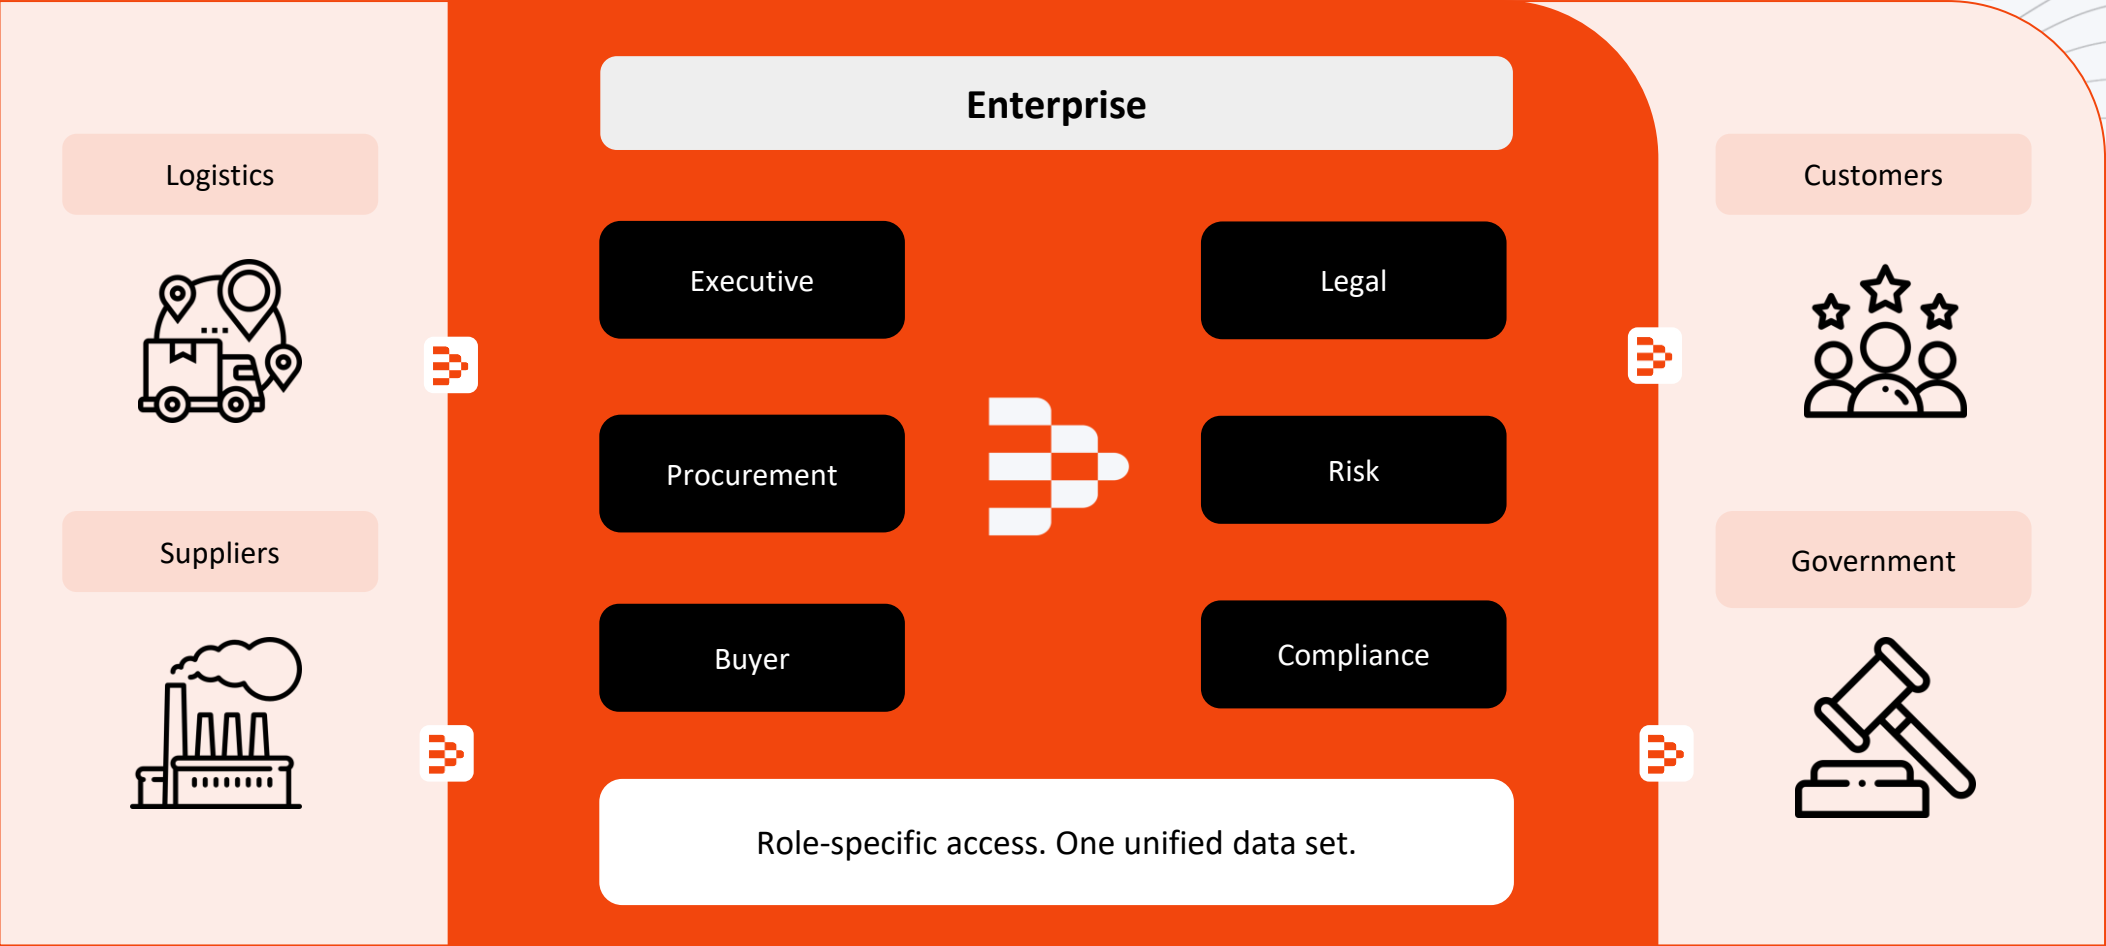 Enterprise
Logistics
Suppliers
Executive
Procurement
Buyer
Legal
Risk
Compliance
Role-specific access. One unified data set.
Customers
Government